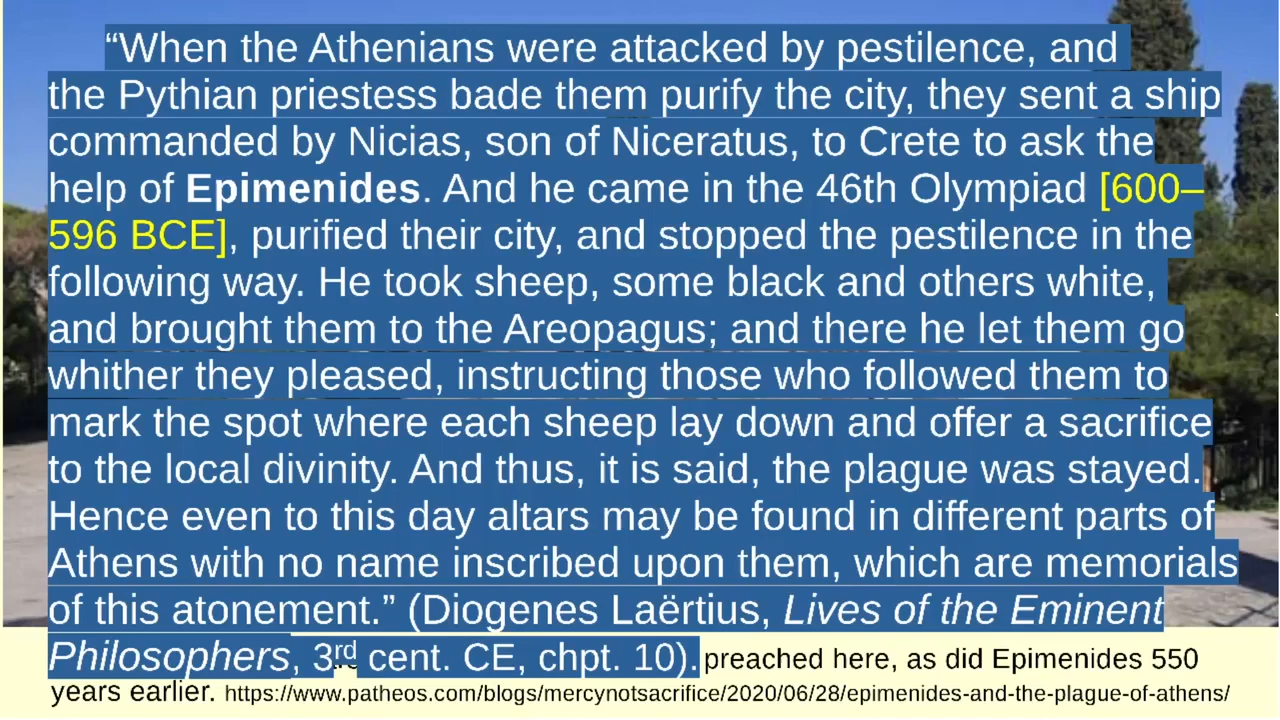 “When the Athenians were attacked by pestilence, and
the Pythian priestess bade them purify the city, they sent a ship
commanded by Nicias, son of Niceratus, to Crete to ask the
help of Epimenides. And he came in the 46th Olympiad [600–
596 BCE], purified their city, and stopped the pestilence in the
following way. He took sheep, some black and others white,
and brought them to the Areopagus; and there he let them go
whither they pleased, instructing those who followed them to
mark the spot where each sheep lay down and offer a sacrifice
to the local divinity. And thus, it is said, the plague was stayed.
Hence even to this day altars may be found in different parts of
Athens with no name inscribed upon them, which are memorials
of this atonement.” (Diogenes Laërtius, Lives of the Eminent
Philosophers, 3rd cent. CE, chpt. 10). preached here, as did Epimenides 550
years earlier. https://www.patheos.com/blogs/mercynotsacrifice/2020/06/28/epimenides-and-the-plague-of-athens/